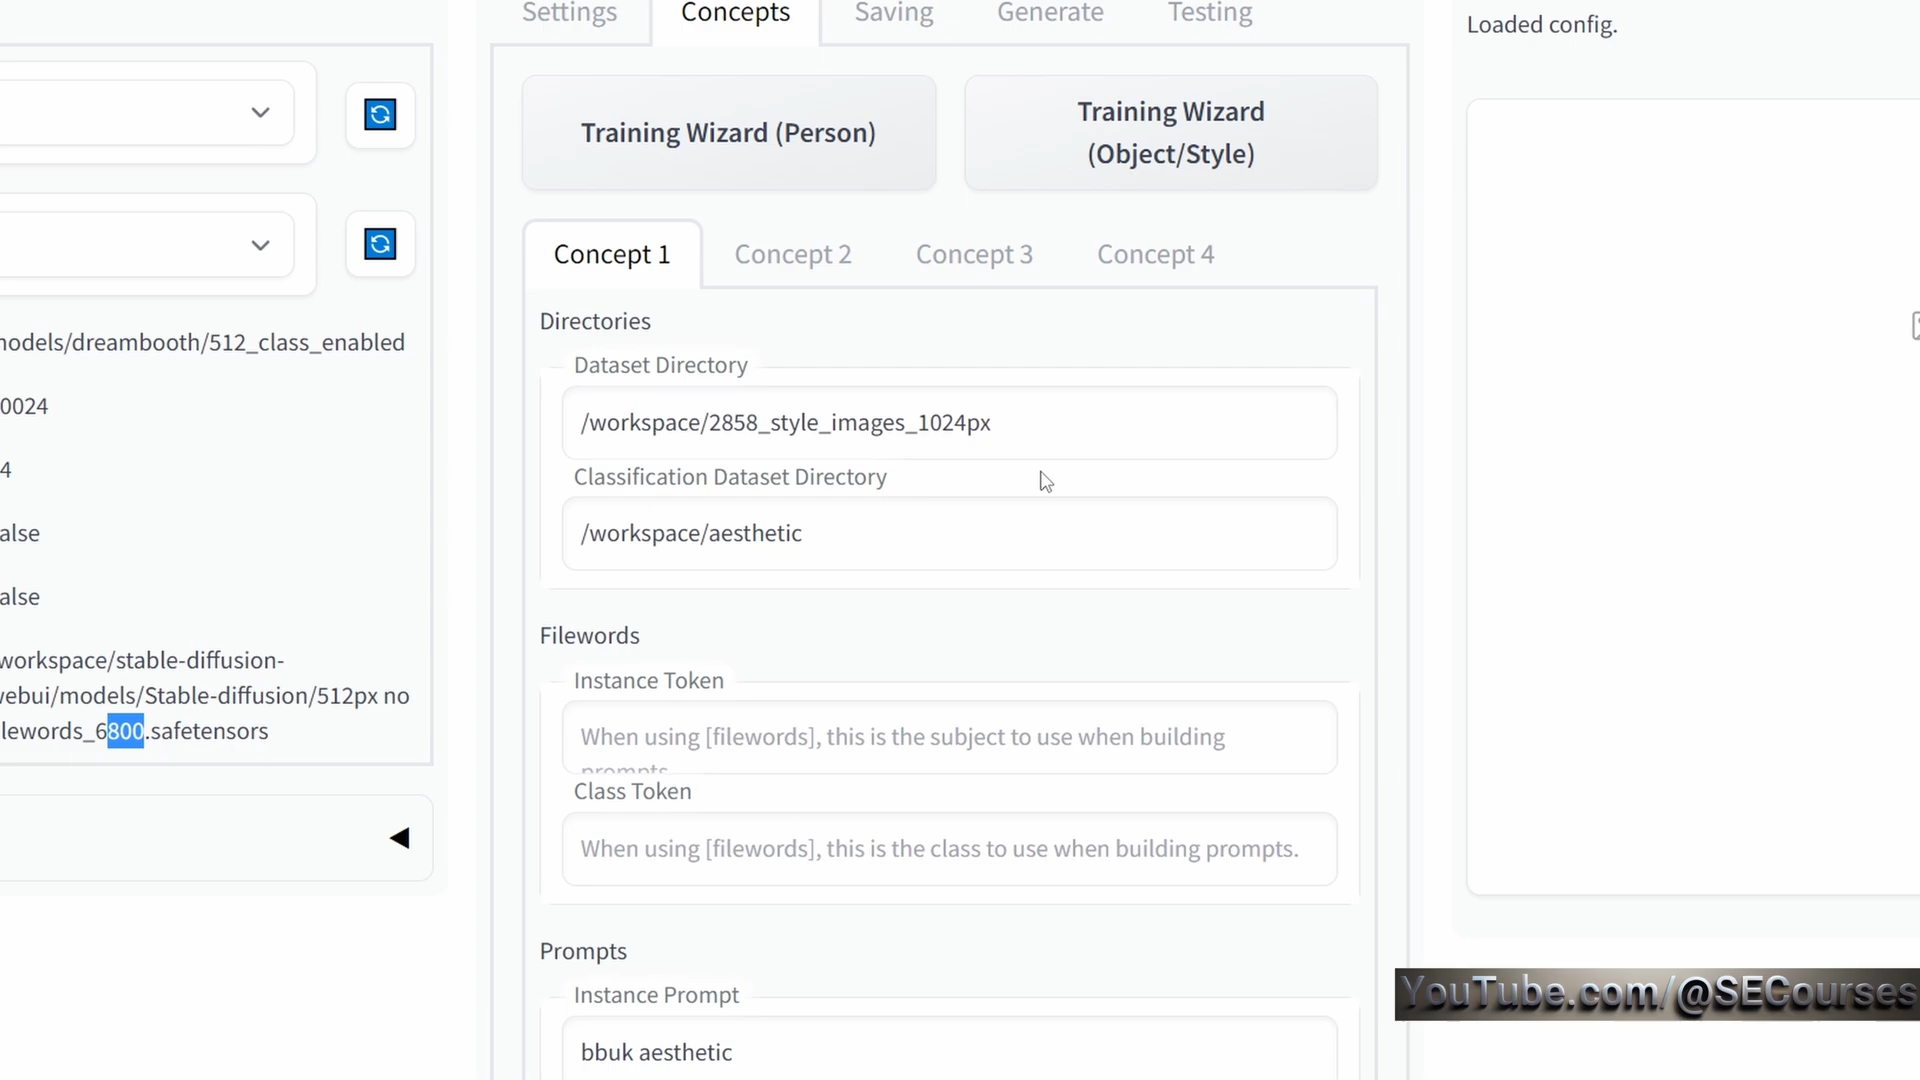 Settings
Concepts
Saving
Generate
Testing
Loaded config.
Training Wizard (Person)
Training Wizard
(Object/Style)
Concept 1
Concept 2
Concept 3
Concept 4
models/dreambooth/512_class_enabled
0024
4
alse
alse
workspace/stable-diffusion-
webui/models/Stable-diffusion/512px no
lewords_6800.safetensors
Directories
Dataset Directory
/workspace/2858_style_images_1024px
Classification Dataset Directory
/workspace/aesthetic
Filewords
Instance Token
When using [filewords], this is the subject to use when building
prompts
Class Token
When using [filewords], this is the class to use when building prompts.
Prompts
Instance Prompt
bbuk aesthetic
YouTube.com/@SECourses